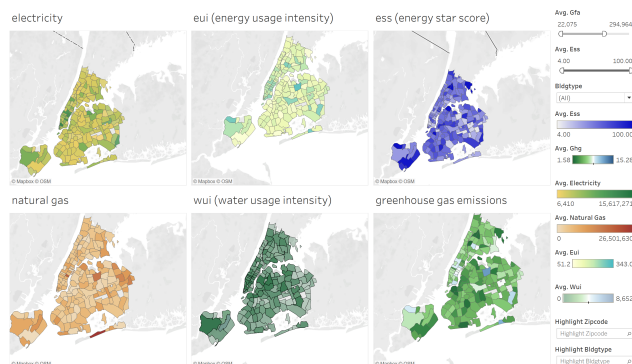 electricity
eui (energy usage intensity)
ess (energy star score)
© Mapbox © OSM
© Mapbox © OSM
© Mapbox © OSM
natural gas
wui (water usage intensity)
greenhouse gas emissions
© Mapbox © OSM
© Mapbox © OSM
© Mapbox © OSM
Avg. Gfa
22,075 294,964
Avg. Ess
4.00 100.00
Bldgtype
(All)
Avg. Ess
4.00 100.00
Avg. Ghg
1.58 15.28
Avg. Electricity
6,410 15,617,271
Avg. Natural Gas
0 26,501,630
Avg. Eui
51.2 343.0
Avg. Wui
0 8,652
Highlight Zipcode
Highlight Zipcode
Highlight Bldgtype
Highlight Bldgtype